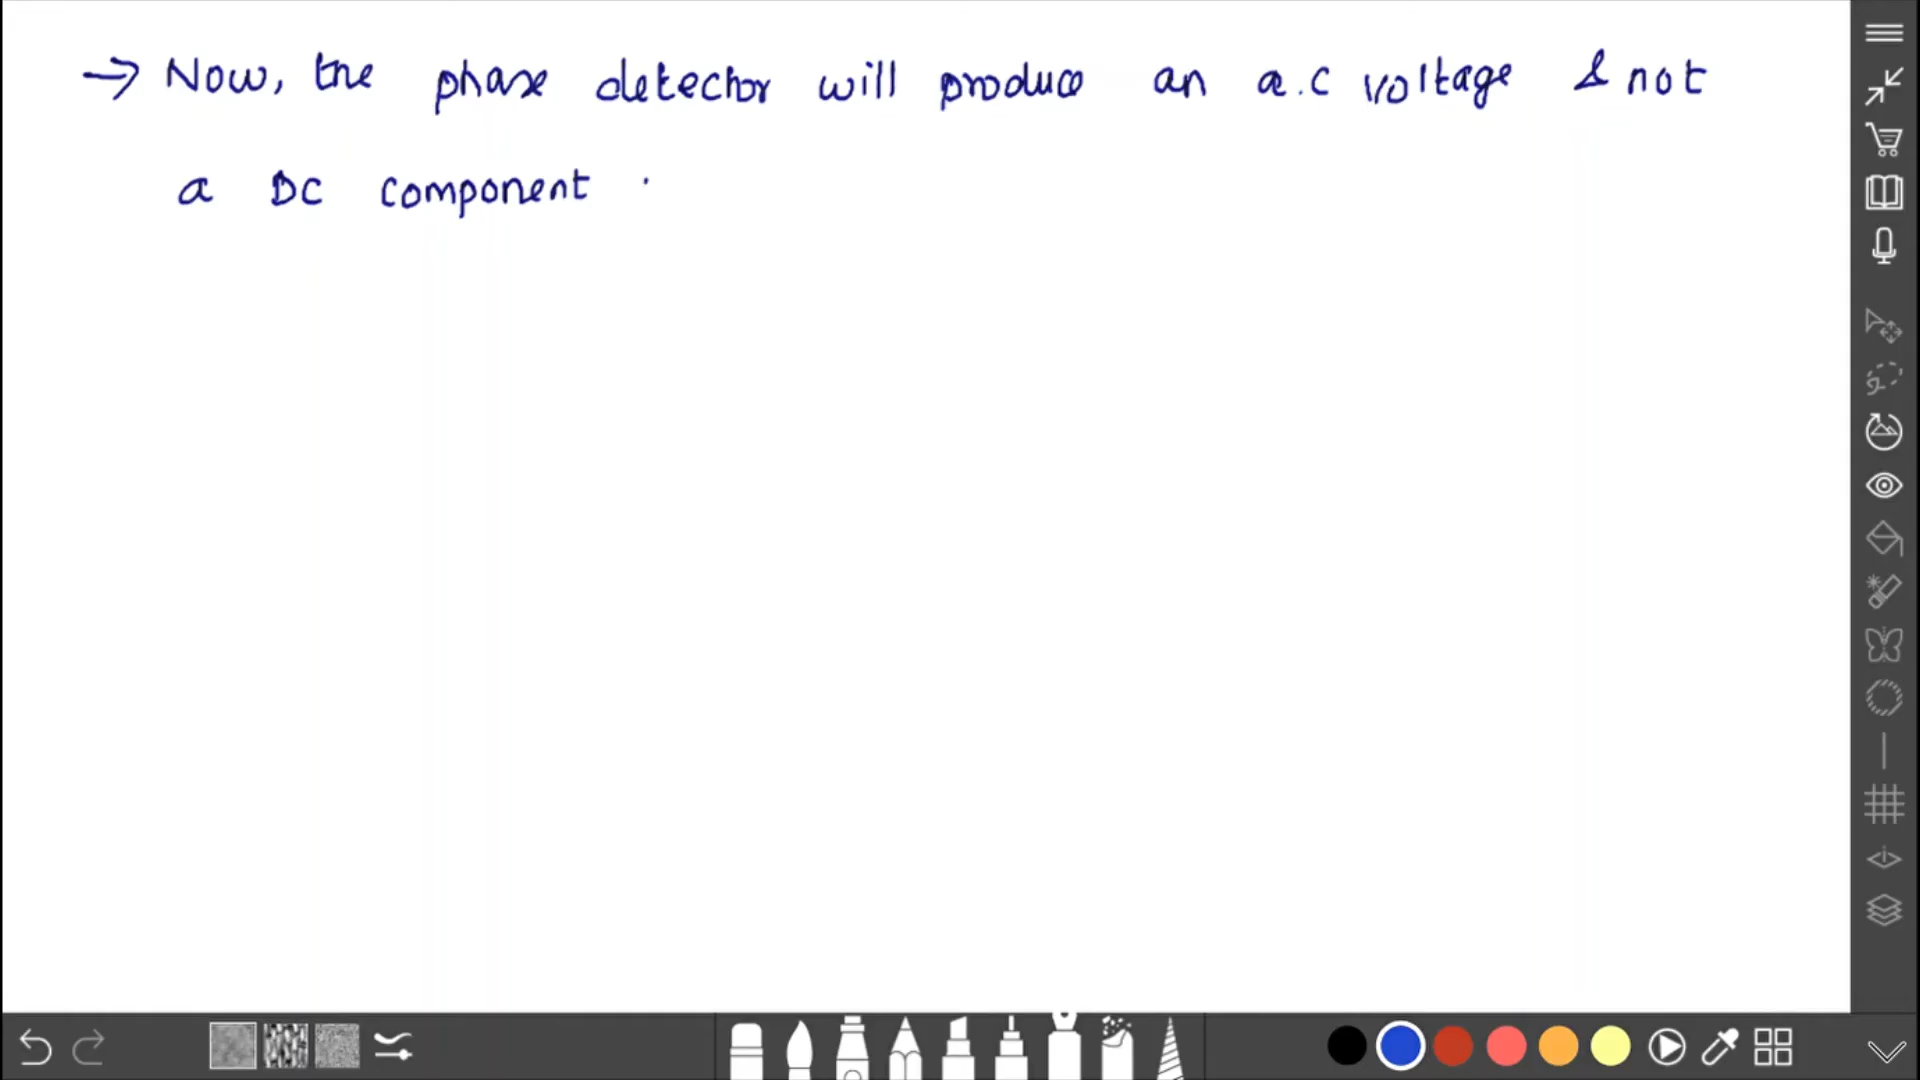 → Now, the phase detector will produce an a.c voltage & not
a DC component .